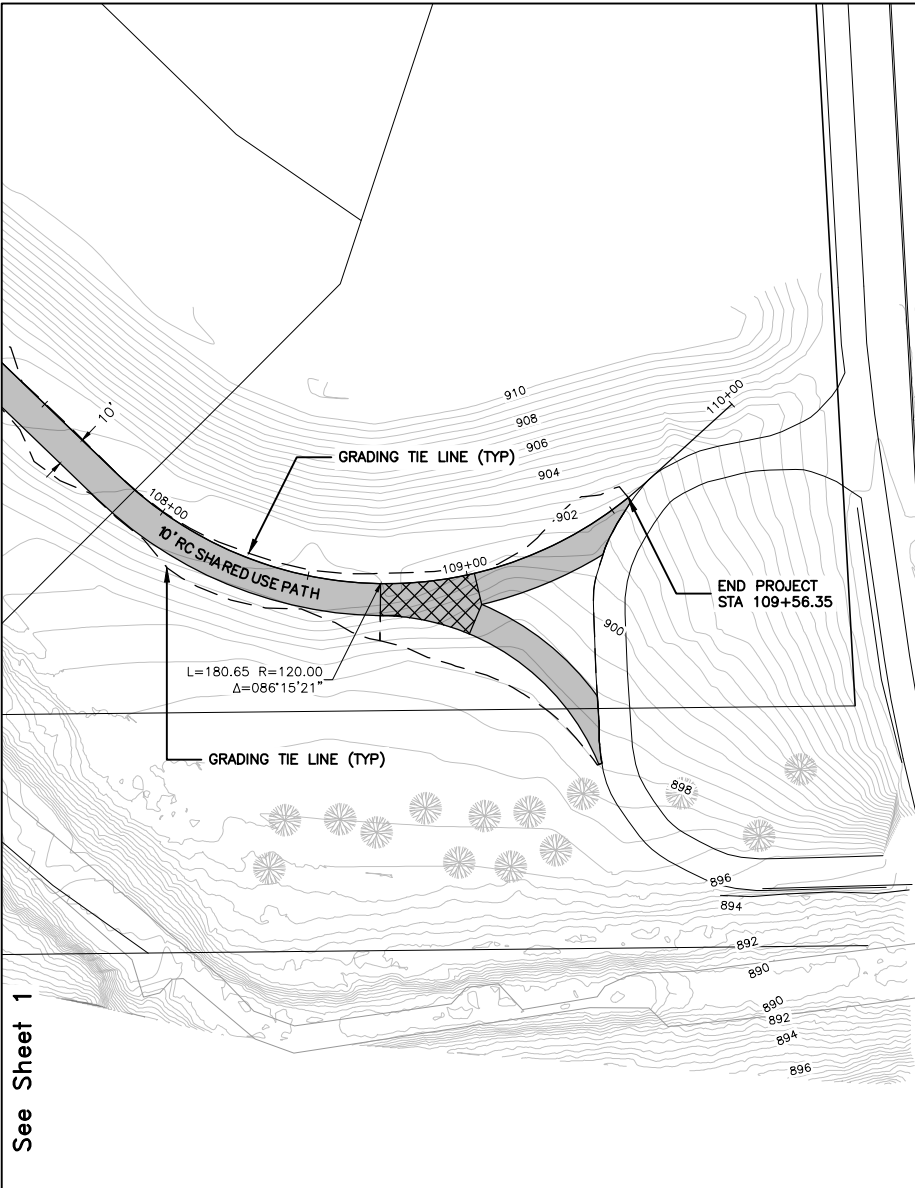 910
908
906
904
110+00
10'
GRADING TIE LINE (TYP)
108+00
902
10' RC SHARED USE PATH
109+00
END PROJECT
STA 109+56.35
900
L=180.65 R=120.00
Δ=086°15'21"
GRADING TIE LINE (TYP)
898
896
894
892
890
890
892
894
896
See Sheet 1